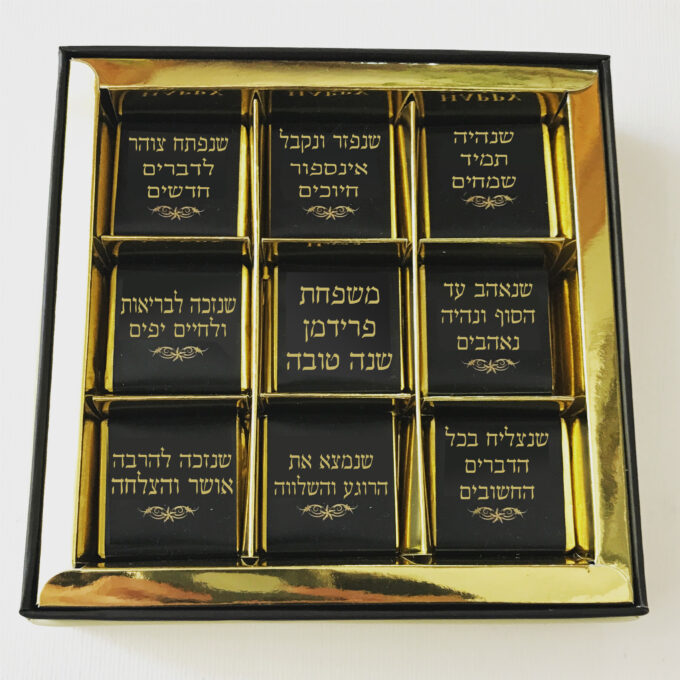 שנהיה
תמיד
שמחים
שנפזר ונקבל
אינספור
חיוכים
שנפתח צוהר
לדברים
חדשים
שנאהב עד
הסוף ונהיה
נאהבים
משפחת
פרידמן
שנה טובה
שנזכה לבריאות
ולחיים יפים
שנצליח בכל
הדברים
החשובים
שנמצא את
הרוגע והשלווה
שנזכה להרבה
אושר והצלחה